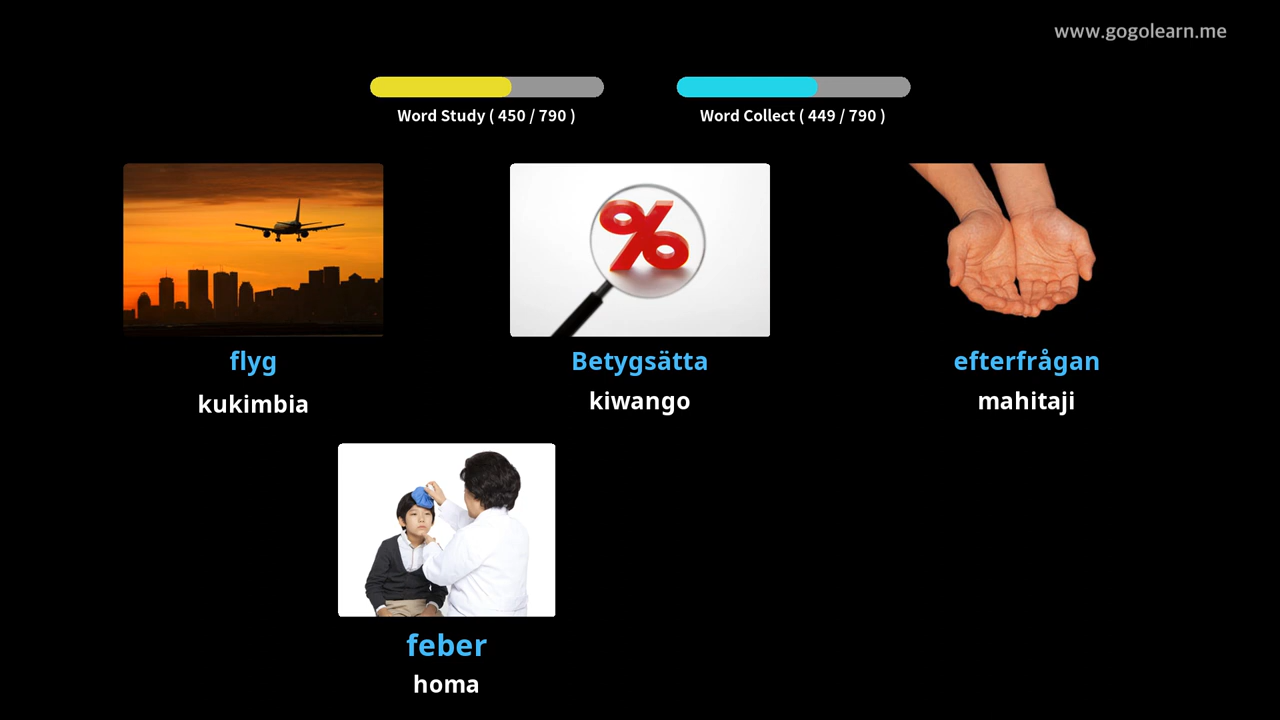 www.gogolearn.me
Word Study ( 450 / 790 )
Word Collect ( 449 / 790 )
flyg
kukimbia
Betygsätta
kiwango
efterfrågan
mahitaji
feber
homa